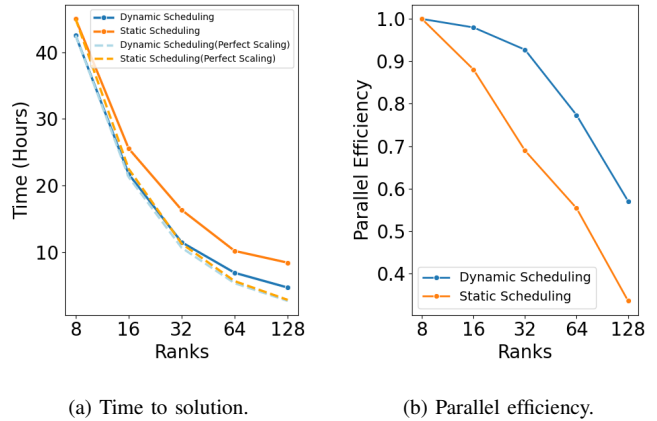 Dynamic Scheduling
Static Scheduling
Dynamic Scheduling(Perfect Scaling)
Static Scheduling(Perfect Scaling)
Time (Hours)
40
30
20
10
8 16 32 64 128
Ranks
(a) Time to solution.
Parallel Efficiency
1.0
0.9
0.8
0.7
0.6
0.5
0.4
Dynamic Scheduling
Static Scheduling
8 16 32 64 128
Ranks
(b) Parallel efficiency.